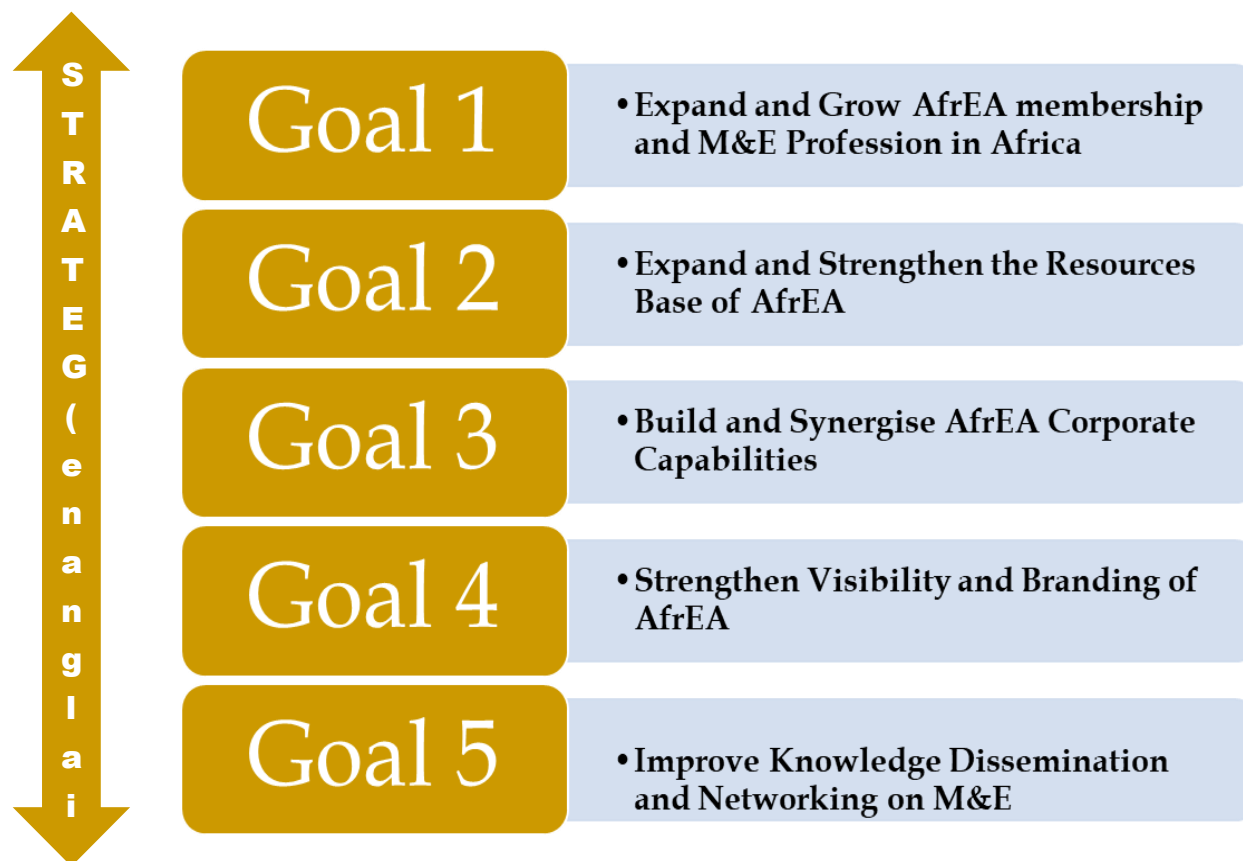 STRATEG(enanglai
Goal 1
•Expand and Grow AfrEA membership
and M&E Profession in Africa
Goal 2
•Expand and Strengthen the Resources
Base of AfrEA
Goal 3
•Build and Synergise AfrEA Corporate
Capabilities
Goal 4
•Strengthen Visibility and Branding of
AfrEA
Goal 5
•Improve Knowledge Dissemination
and Networking on M&E